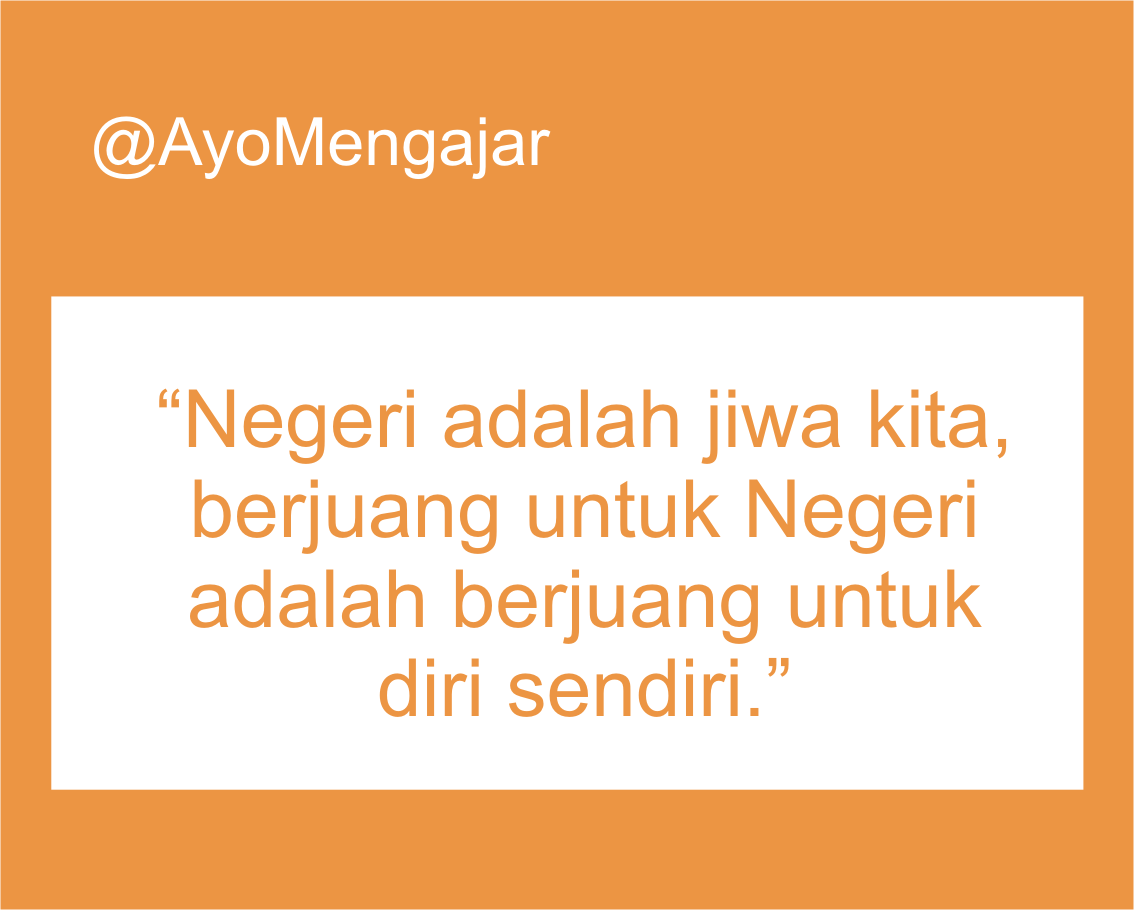 @AyoMengajar
“Negeri adalah jiwa kita,
berjuang untuk Negeri
adalah berjuang untuk
diri sendiri.”